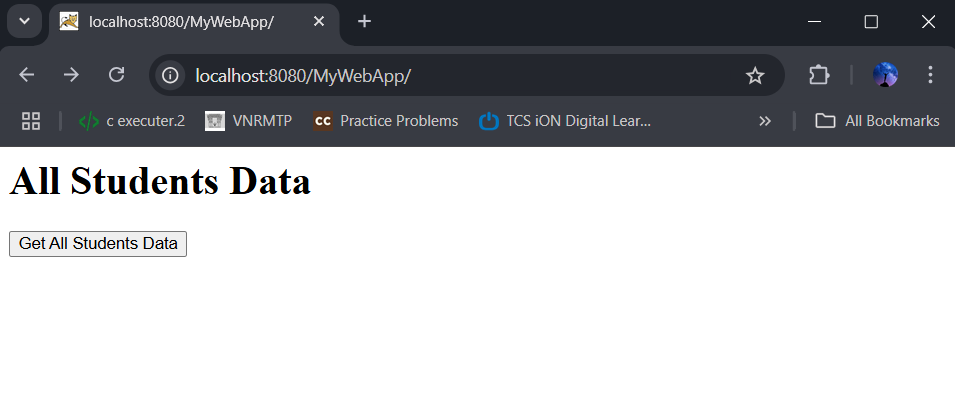 localhost:8080/MyWebApp/
localhost:8080/MyWebApp/
c executer.2 VNRMTP CC Practice Problems TCS iON Digital Lear... All Bookmarks
All Students Data
Get All Students Data